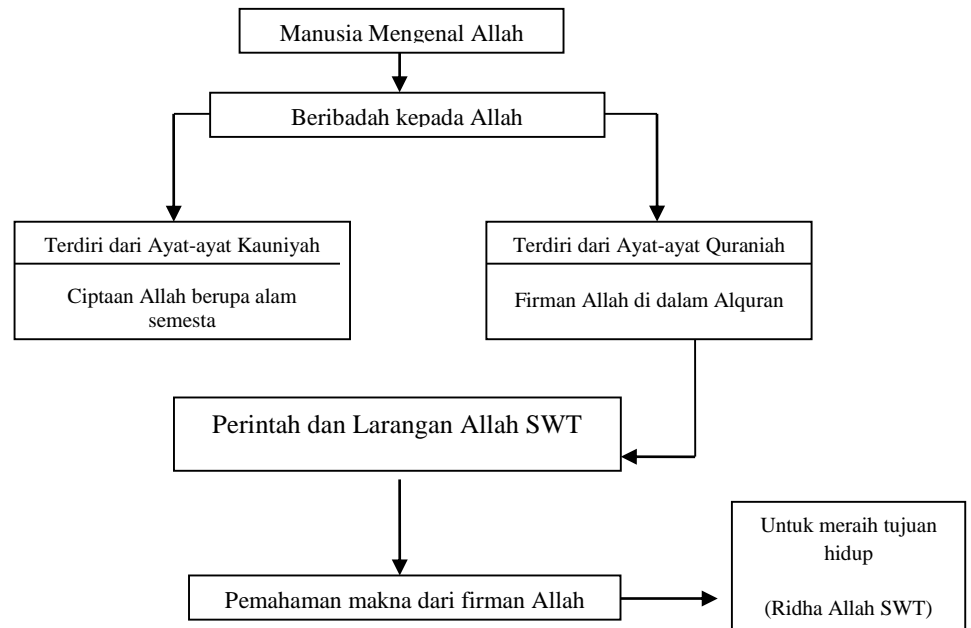 Manusia Mengenal Allah
Beribadah kepada Allah
Terdiri dari Ayat-ayat Kauniyah
Ciptaan Allah berupa alam
semesta
Terdiri dari Ayat-ayat Quraniah
Firman Allah di dalam Alquran
Perintah dan Larangan Allah SWT
Pemahaman makna dari firman Allah
Untuk meraih tujuan
hidup
(Ridha Allah SWT)